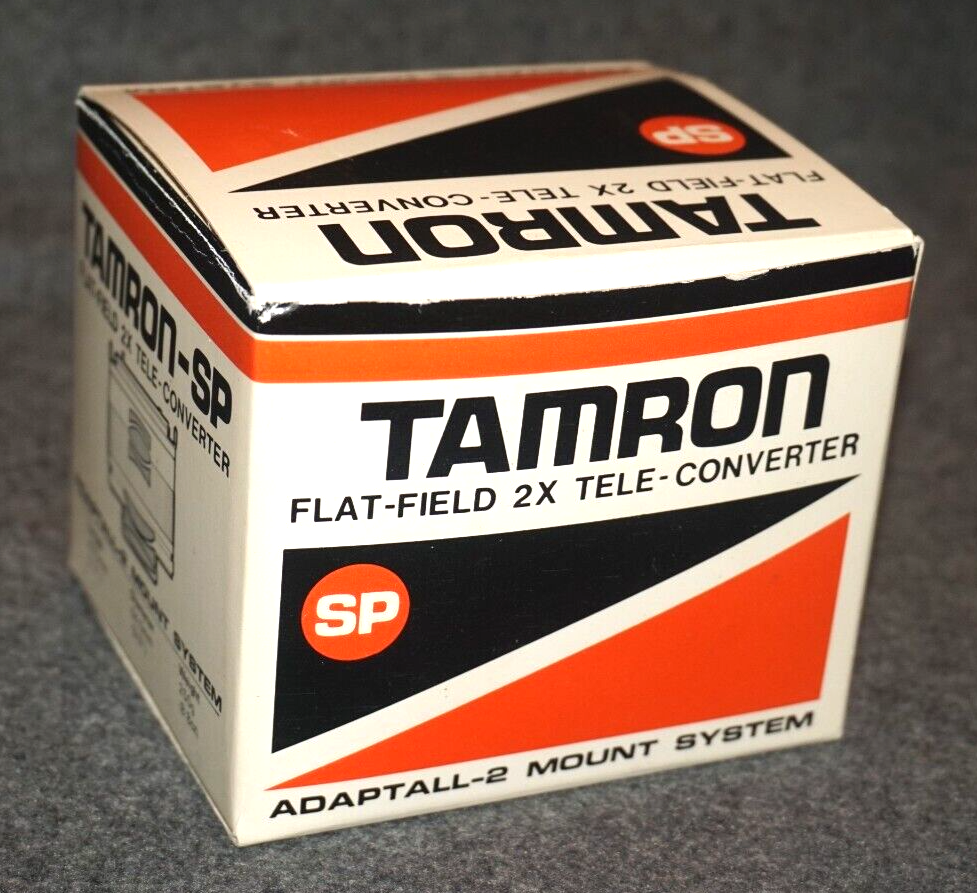 SP
FLAT-FIELD 2X TELE-CONVERTER
TAMRON
TAMRON-SP
FLAT-FIELD 2X TELE-CONVERTER
MOUNT SYSTEM
Weight
TAMRON
FLAT-FIELD 2X TELE-CONVERTER
SP
ADAPTALL-2 MOUNT SYSTEM